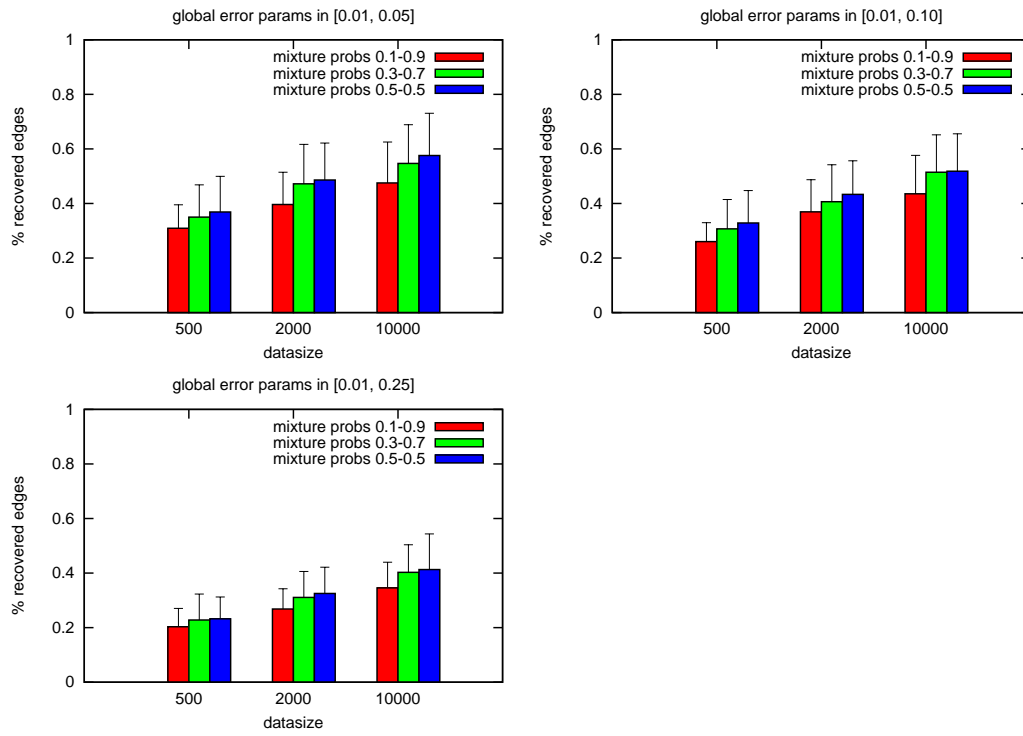 global error params in [0.01, 0.05]
1
0.8
0.6
0.4
0.2
0
% recovered edges
mixture probs 0.1-0.9
mixture probs 0.3-0.7
mixture probs 0.5-0.5
500 2000 10000
datasize
global error params in [0.01, 0.10]
1
0.8
0.6
0.4
0.2
0
% recovered edges
mixture probs 0.1-0.9
mixture probs 0.3-0.7
mixture probs 0.5-0.5
500 2000 10000
datasize
global error params in [0.01, 0.25]
1
0.8
0.6
0.4
0.2
0
% recovered edges
mixture probs 0.1-0.9
mixture probs 0.3-0.7
mixture probs 0.5-0.5
500 2000 10000
datasize